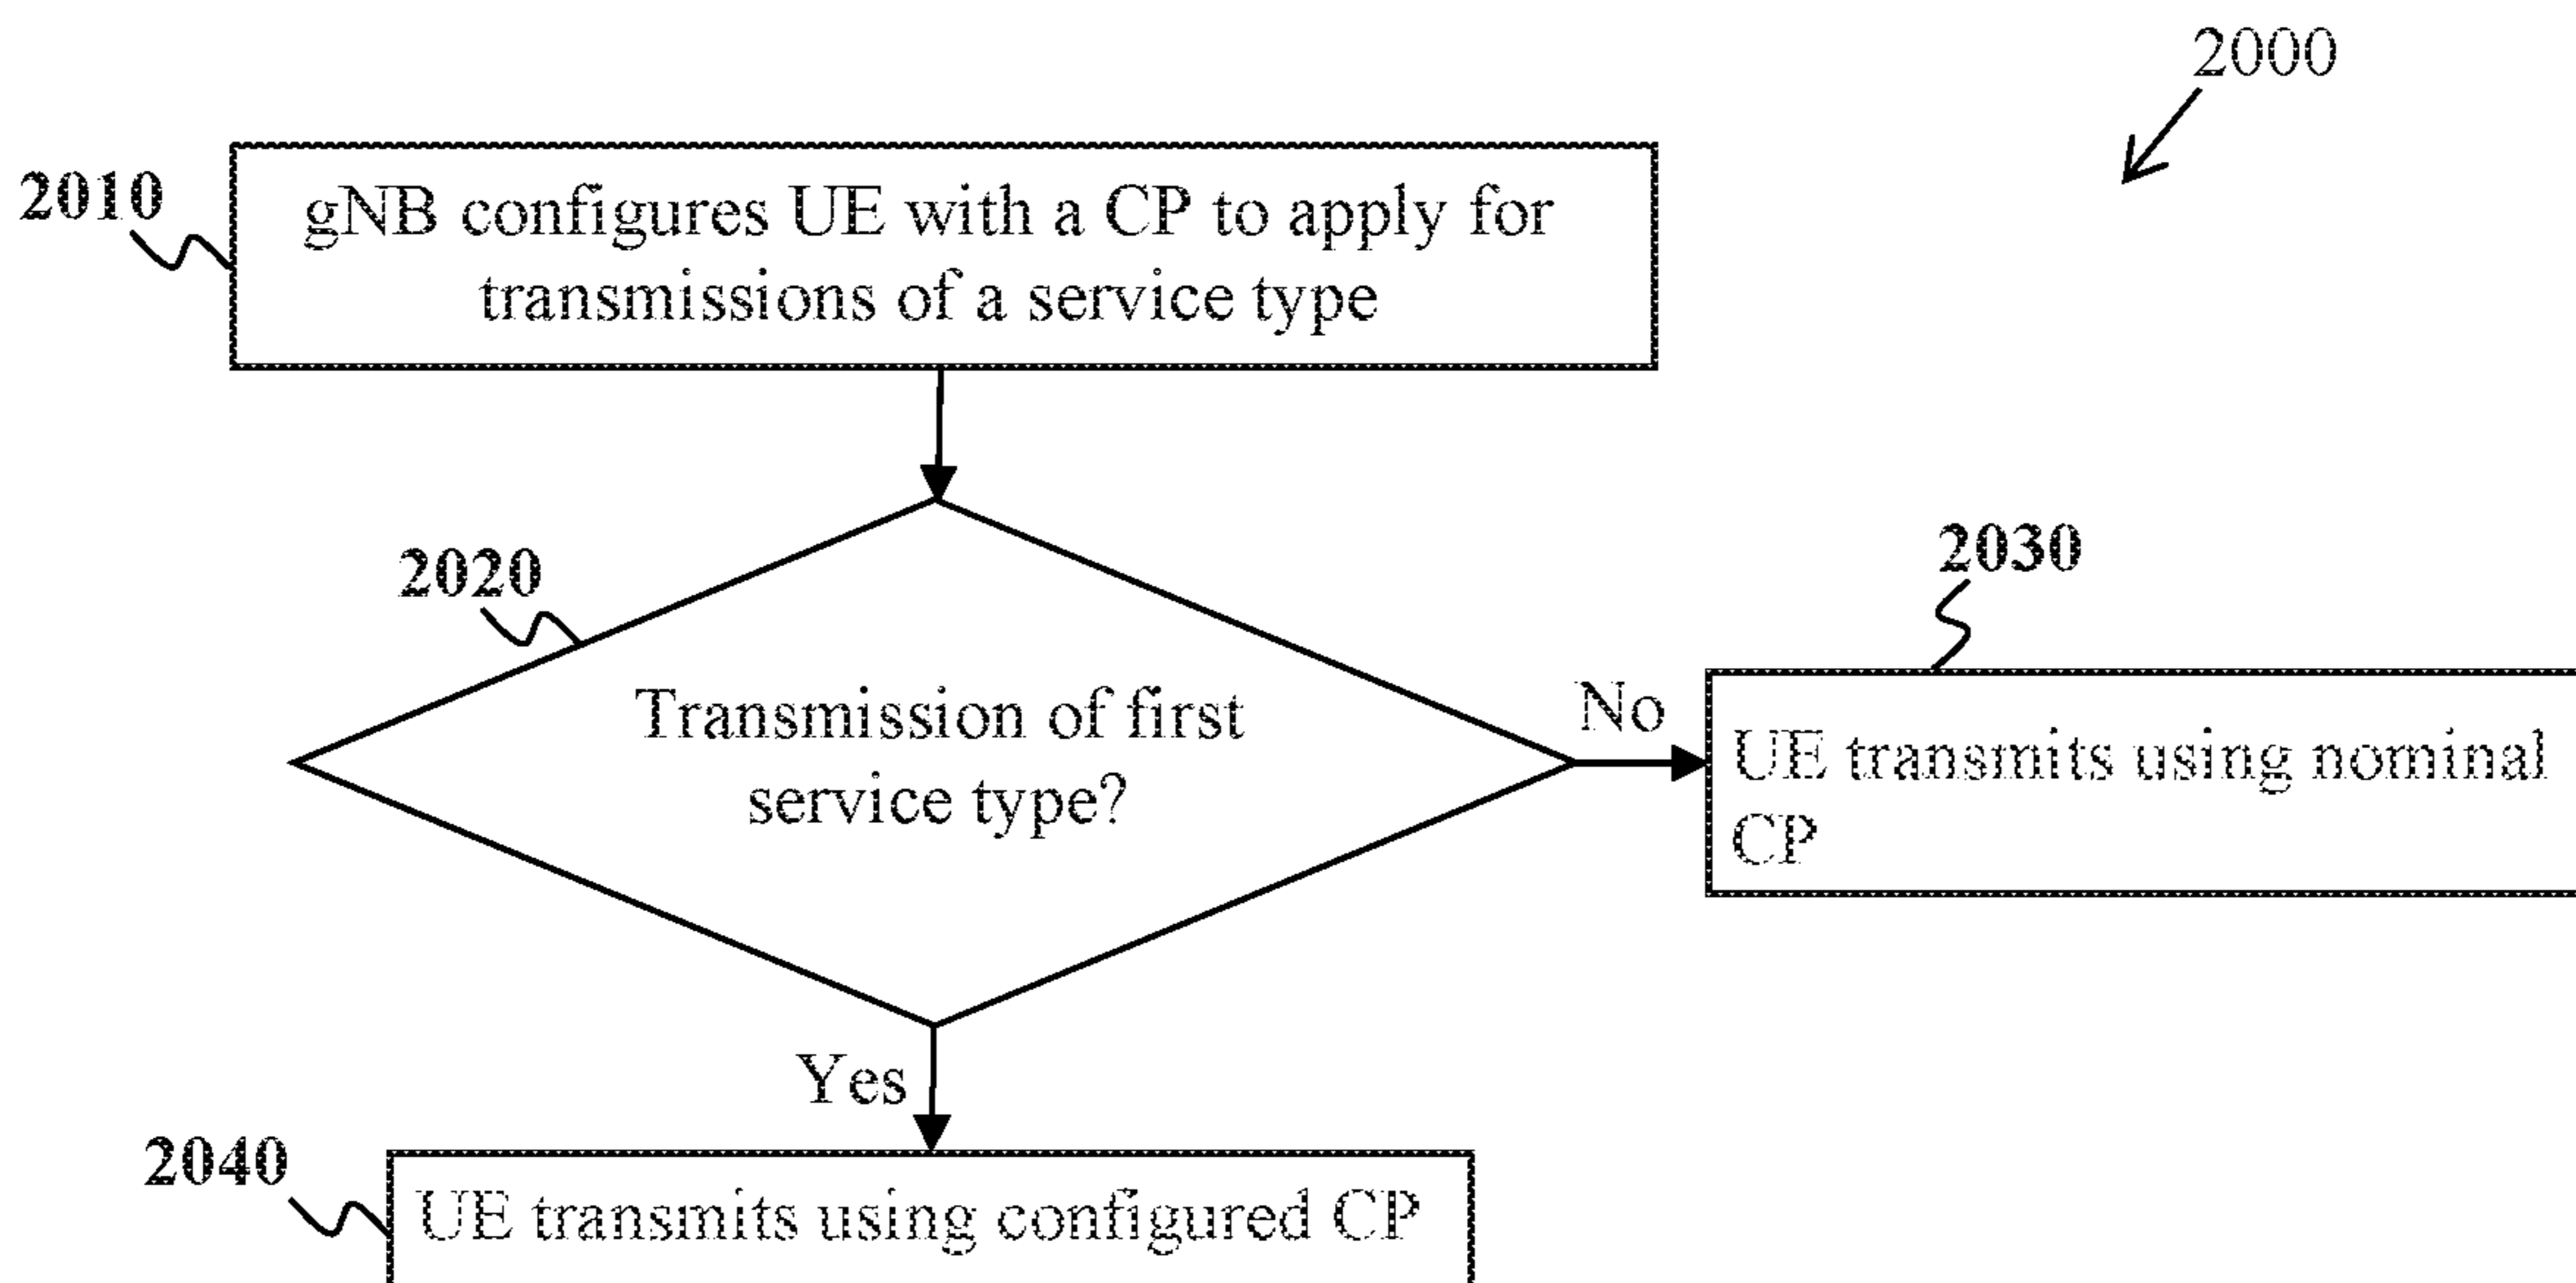 2000
2010
gNB configures UE with a CP to apply for
transmissions of a service type
2020
Transmission of first
service type?
No
2030
UE transmits using nominal
CP
Yes
2040
UE transmits using configured CP